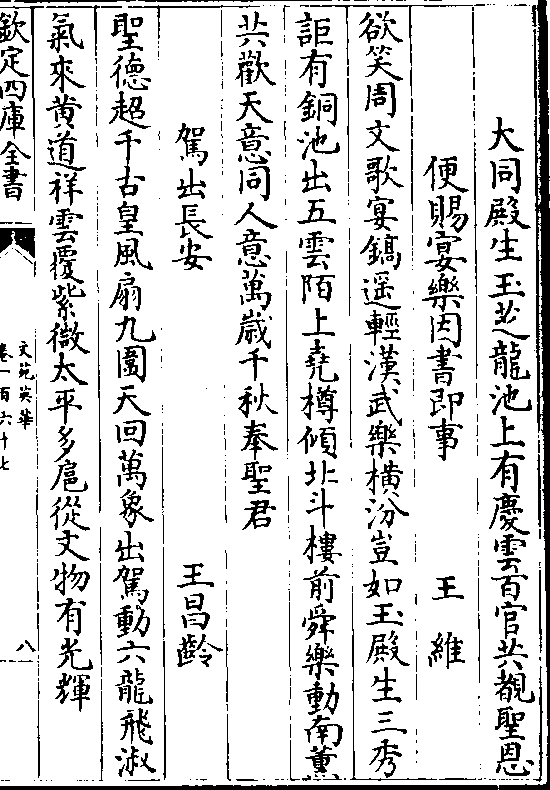 大同殿生玉芝龍池上有慶雲百官共覩聖恩
便賜宴樂因書即事 王維
欲笑周文歌宴鎬遥輕漢武樂橫汾豈如玉殿生三秀
詎有銅池出五雲陌上堯樽傾北斗樓前舜樂動南薫
共歡天意同人意萬歲千秋奉聖君
駕出長安 王昌齡
聖德超千古皇風扇九圍天回萬象出駕動六龍飛淑
氣來黄道祥雲覆紫微太平多扈從文物有光輝
欽定四庫全書
文苑英華
卷一百六十七
八